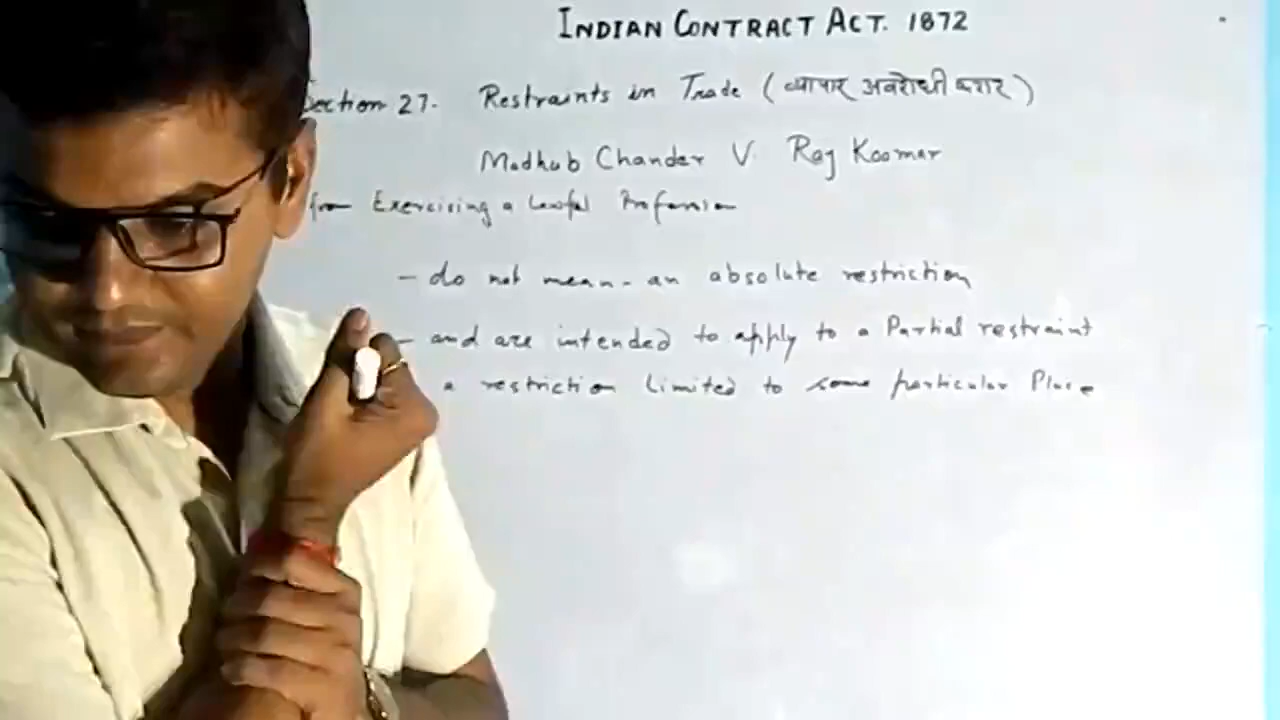 INDIAN CONTRACT ACT. 1872
Section 27. Restraints in Trade (व्यापार अवरोधी करार)
Madhub Chander V. Raj Koomar
from Exercising a Lawful Profession
- do not mean - an absolute restriction
- and are intended to apply to a Partial restraint
a restriction limited to some particular Place